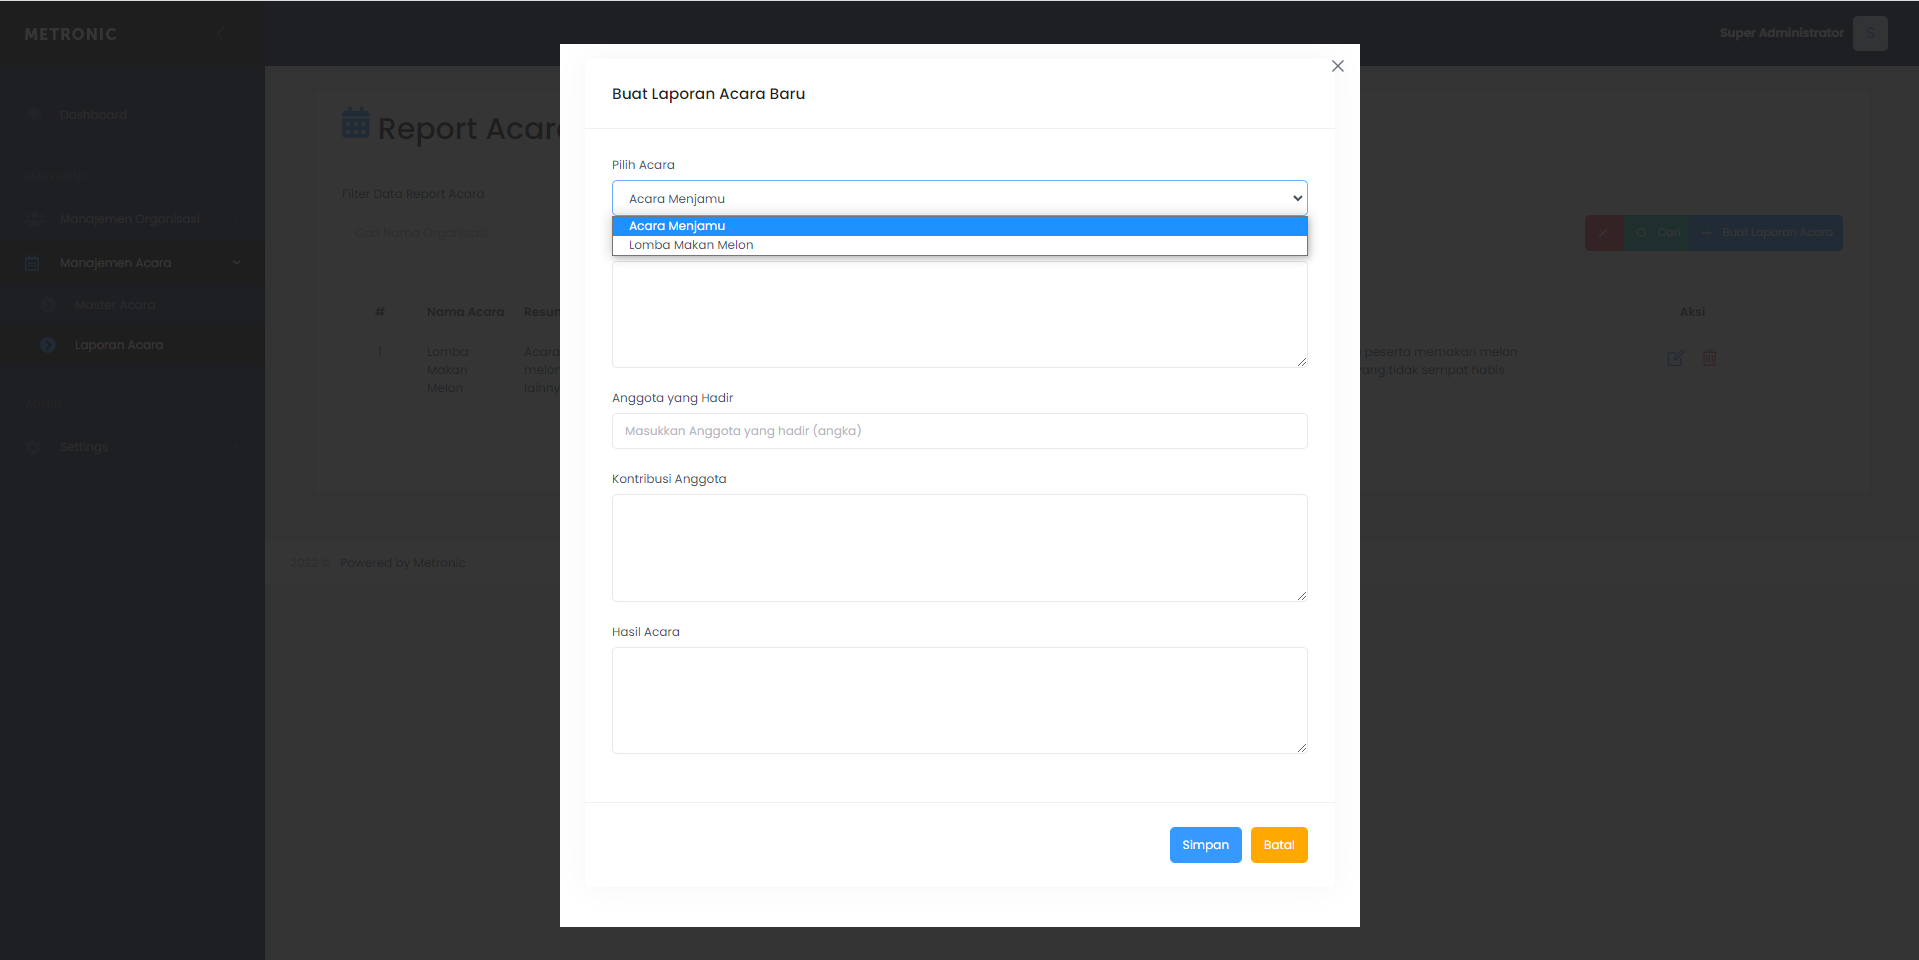 METRONIC
Super Administrator
S
Dashboard
Manajemen Organisasi
Manajemen Acara
Master Acara
Laporan Acara
Settings
Report Acar
Filter Data Report Acara
Cari Nama Organisasi
Cari
Buat Laporan Acara
# Nama Acara Resu Aksi
1 Lomba Makan Melon
Acara
melon
lainny
peserta memakan melon
ang tidak sempat habis
2022 © Powered by Metronic
Buat Laporan Acara Baru
Pilih Acara
Acara Menjamu
Acara Menjamu
Lomba Makan Melon
Anggota yang Hadir
Masukkan Anggota yang hadir (angka)
Kontribusi Anggota
Hasil Acara
Simpan
Batal